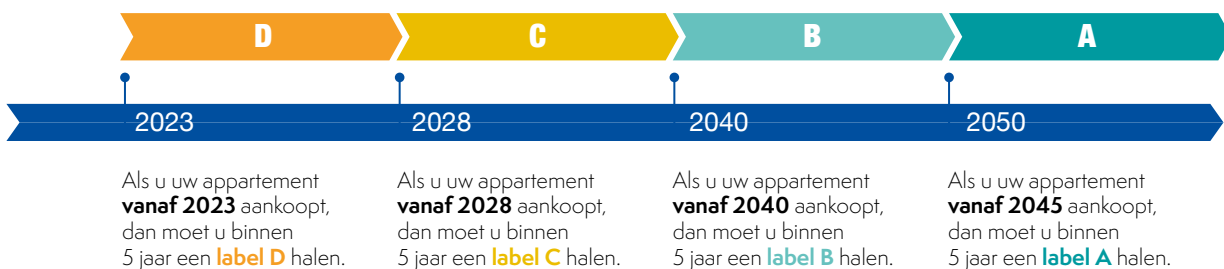 D
C
B
A
2023
2028
2040
2050
Als u uw appartement
vanaf 2023 aankoopt,
dan moet u binnen
5 jaar een label D halen.
Als u uw appartement
vanaf 2028 aankoopt,
dan moet u binnen
5 jaar een label C halen.
Als u uw appartement
vanaf 2040 aankoopt,
dan moet u binnen
5 jaar een label B halen.
Als u uw appartement
vanaf 2045 aankoopt,
dan moet u binnen
5 jaar een label A halen.